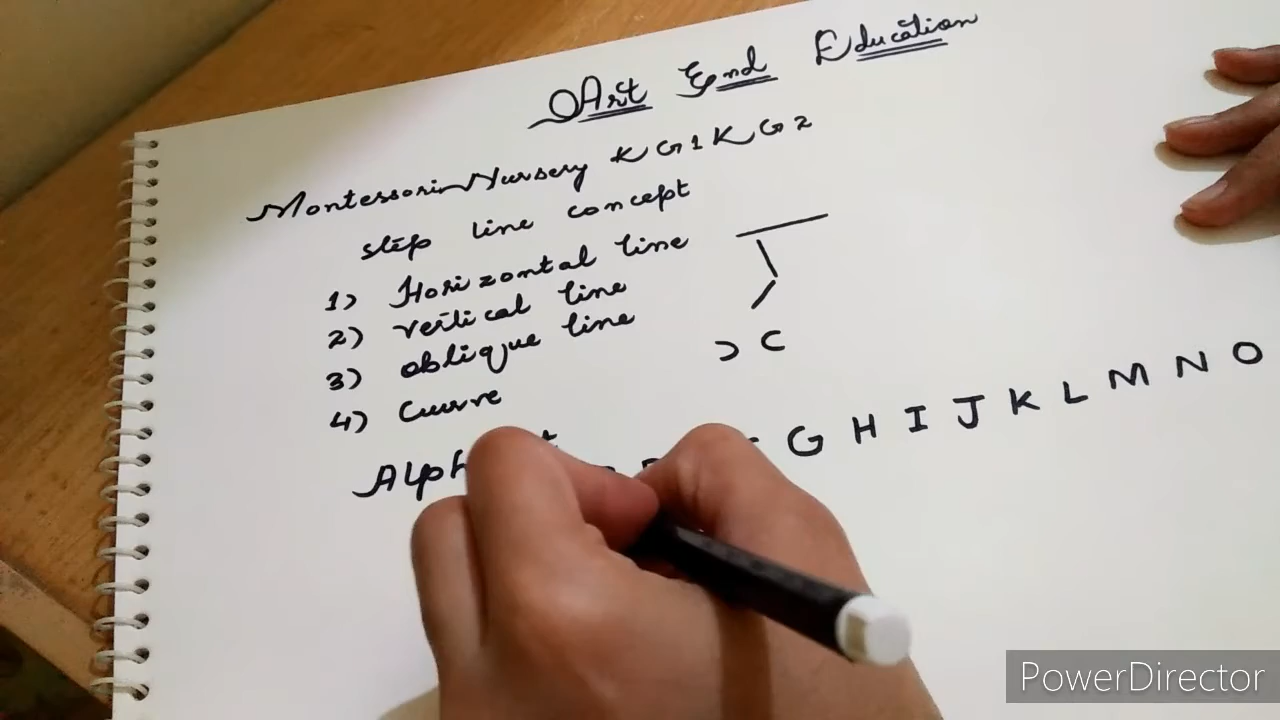 Art End Education
Montessori Nursery KG1 KG2
step line concept
1) Horizontal line
2) vertical line
3) oblique line
4) Curve
G H I J K L M N O
PowerDirector